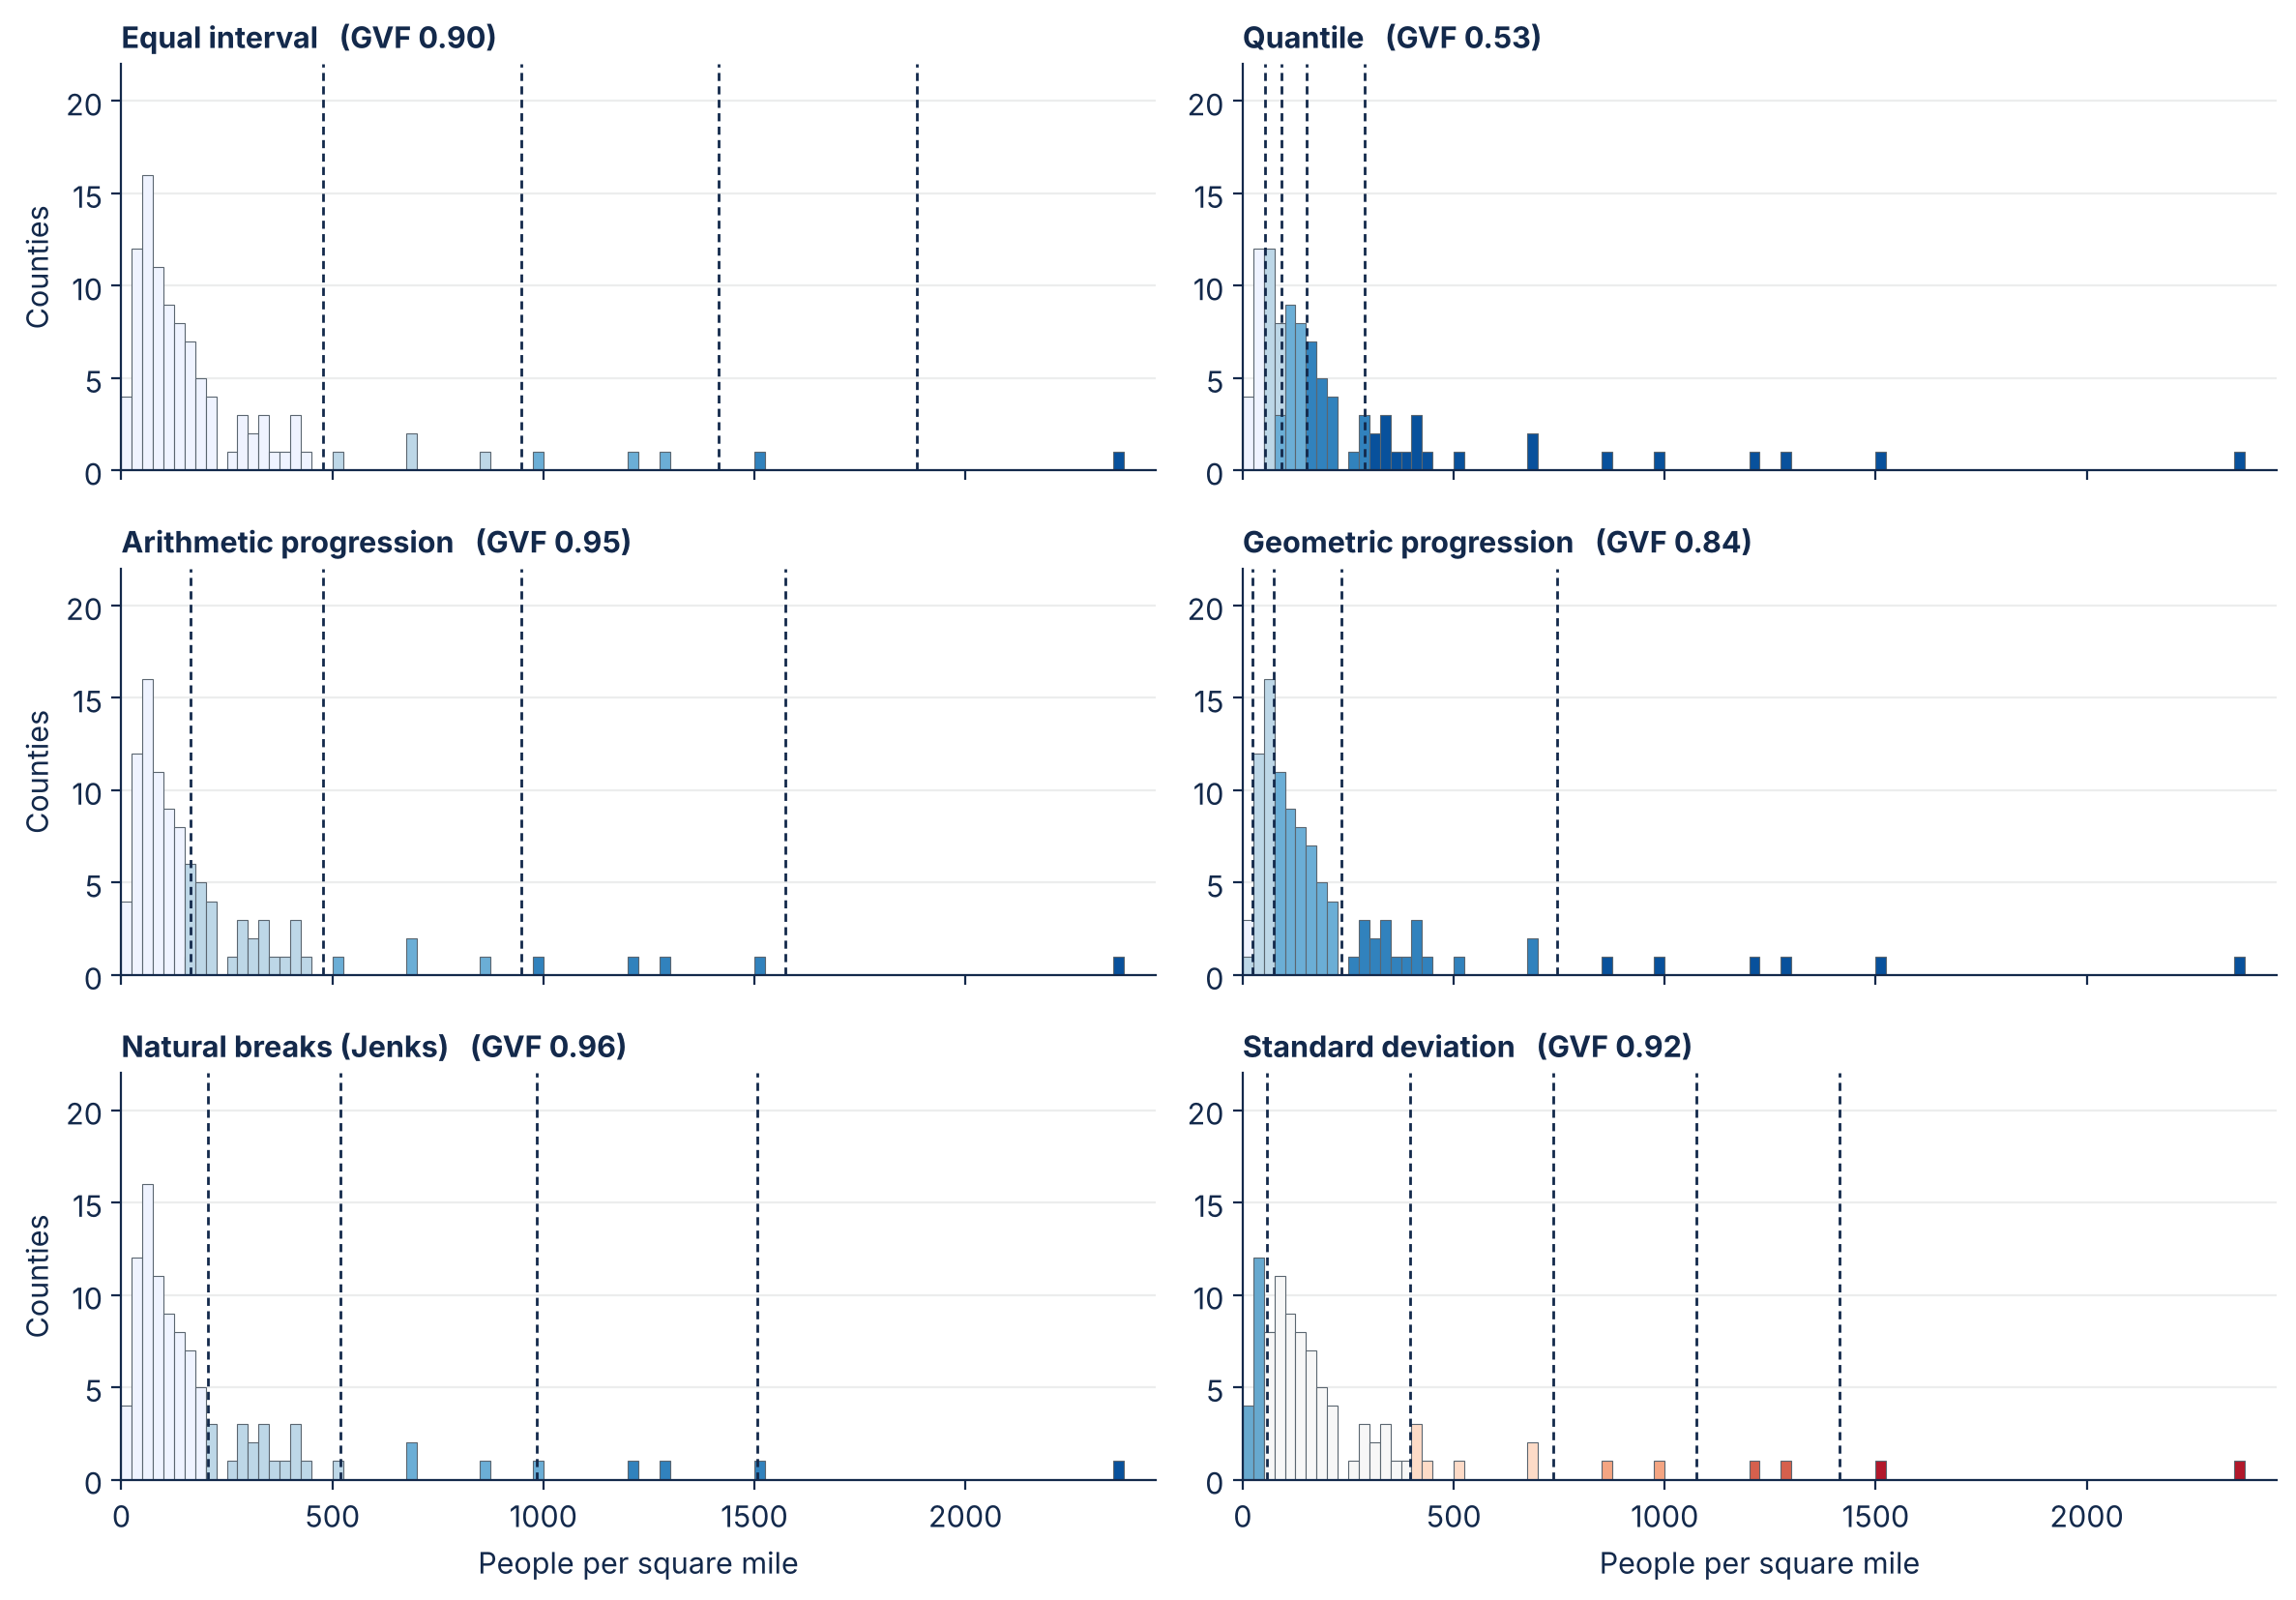 Equal interval (GVF 0.90)
Counties
20
15
10
5
0
Quantile (GVF 0.53)
20
15
10
5
0
Arithmetic progression (GVF 0.95)
Counties
20
15
10
5
0
Geometric progression (GVF 0.84)
20
15
10
5
0
Natural breaks (Jenks) (GVF 0.96)
Counties
20
15
10
5
0
0 500 1000 1500 2000
People per square mile
Standard deviation (GVF 0.92)
20
15
10
5
0
0 500 1000 1500 2000
People per square mile